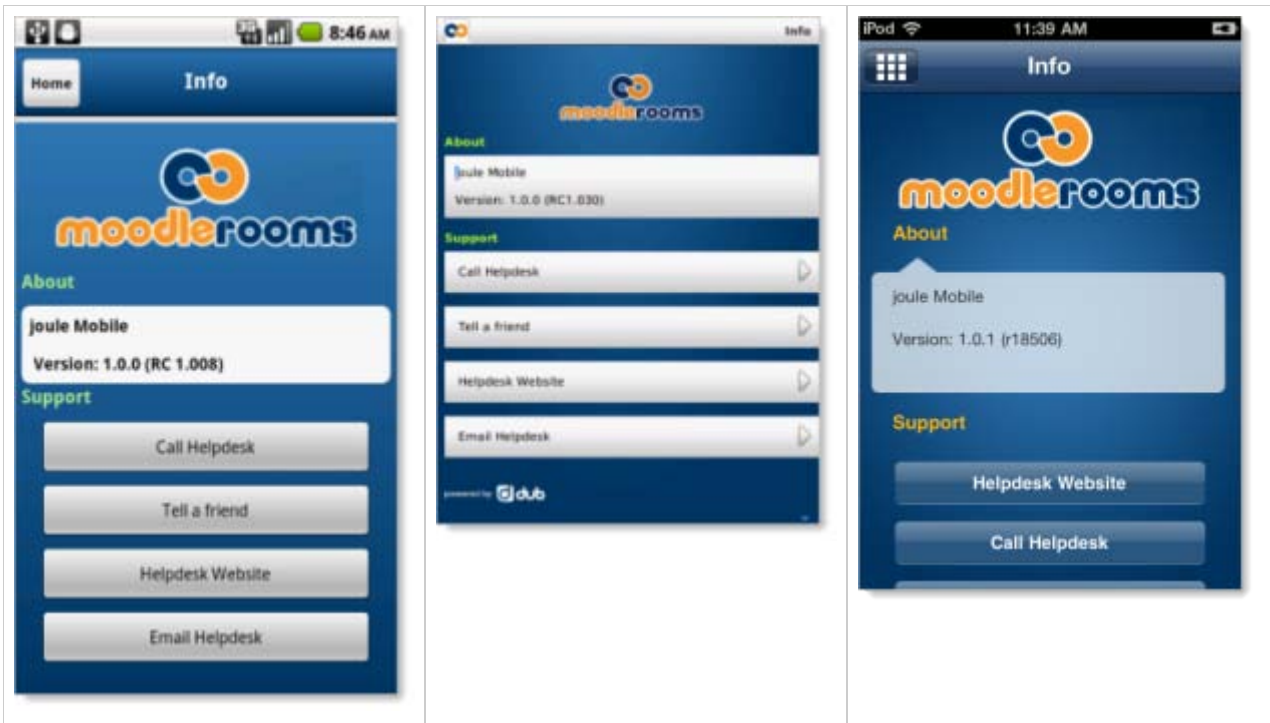 8:46 AM
Home
Info
moodlerooms
About
joule Mobile
Version: 1.0.0 (RC 1.008)
Support
Call Helpdesk
Tell a friend
Helpdesk Website
Email Helpdesk
Info
moodlerooms
About
joule Mobile
Version: 1.0.0 (RC1.030)
Support
Call Helpdesk
Tell a friend
Helpdesk Website
Email Helpdesk
powered by dub
iPod 11:39 AM
Info
moodlerooms
About
joule Mobile
Version: 1.0.1 (r18506)
Support
Helpdesk Website
Call Helpdesk